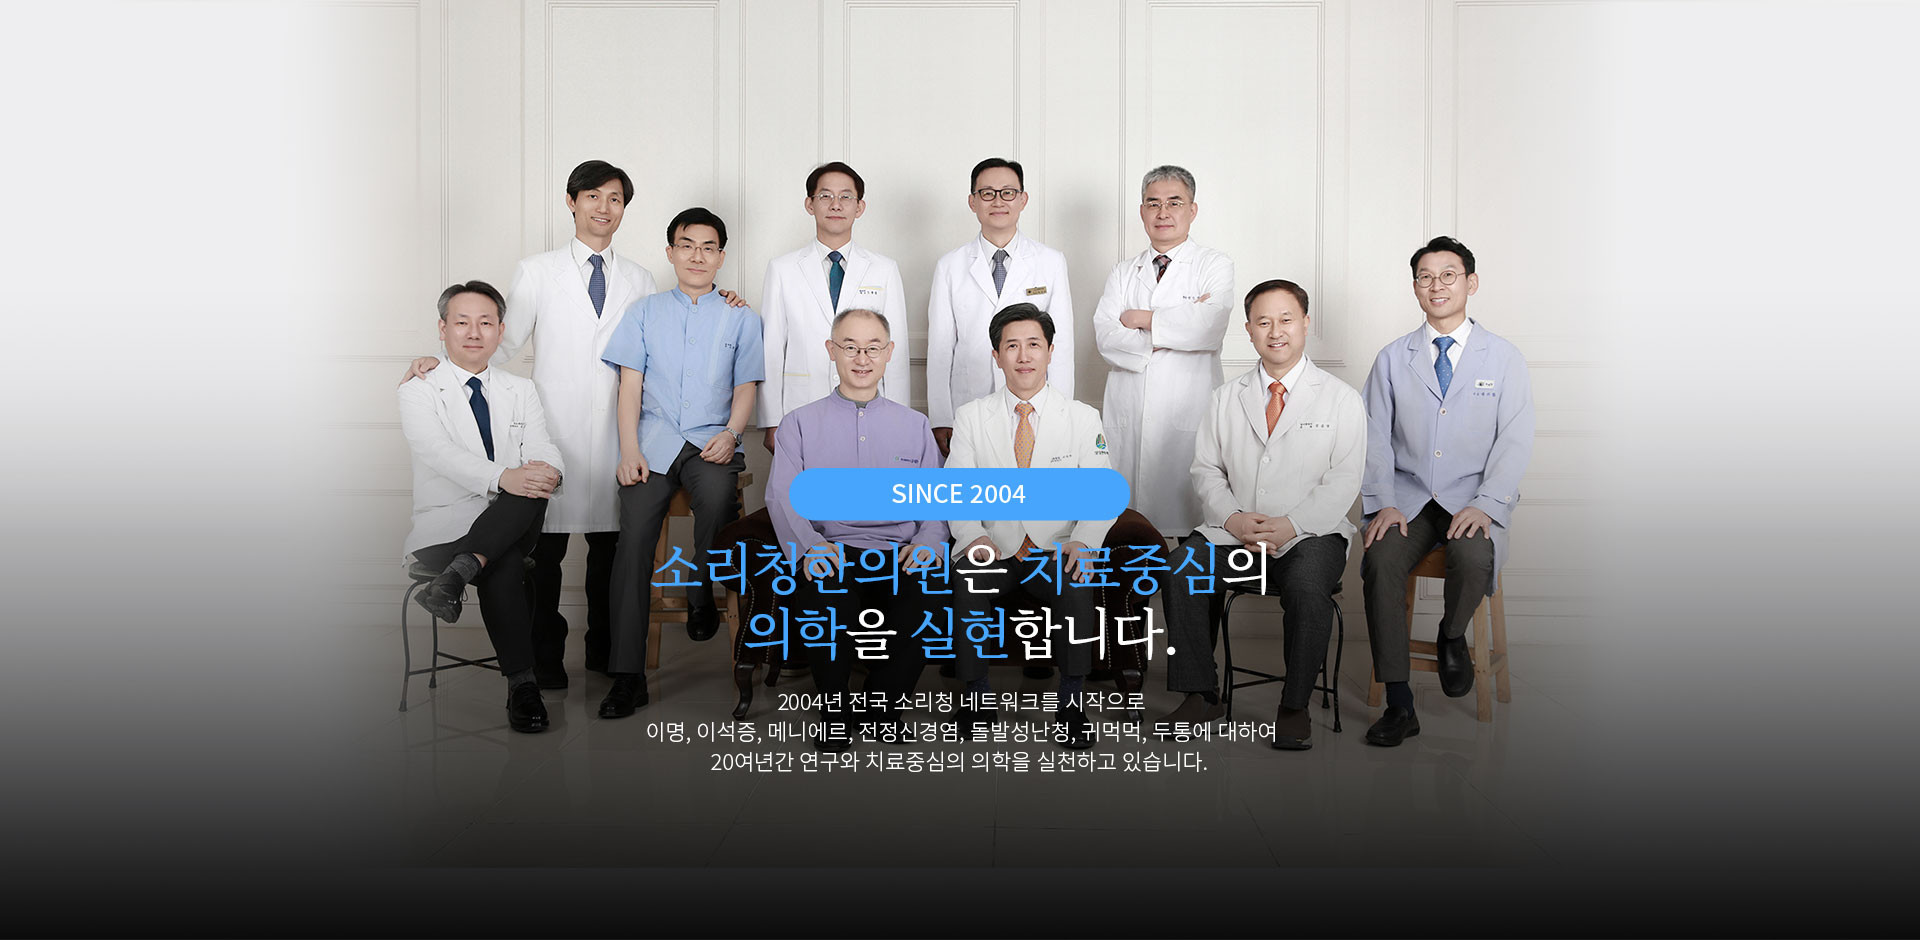 SINCE 2004
소리청한의원은 치료중심의
의학을 실현합니다.
2004년 전국 소리청 네트워크를 시작으로
이명, 이석증, 메니에르, 전정신경염, 돌발성난청, 귀먹먹, 두통에 대하여
20여년간 연구와 치료중심의 의학을 실천하고 있습니다.